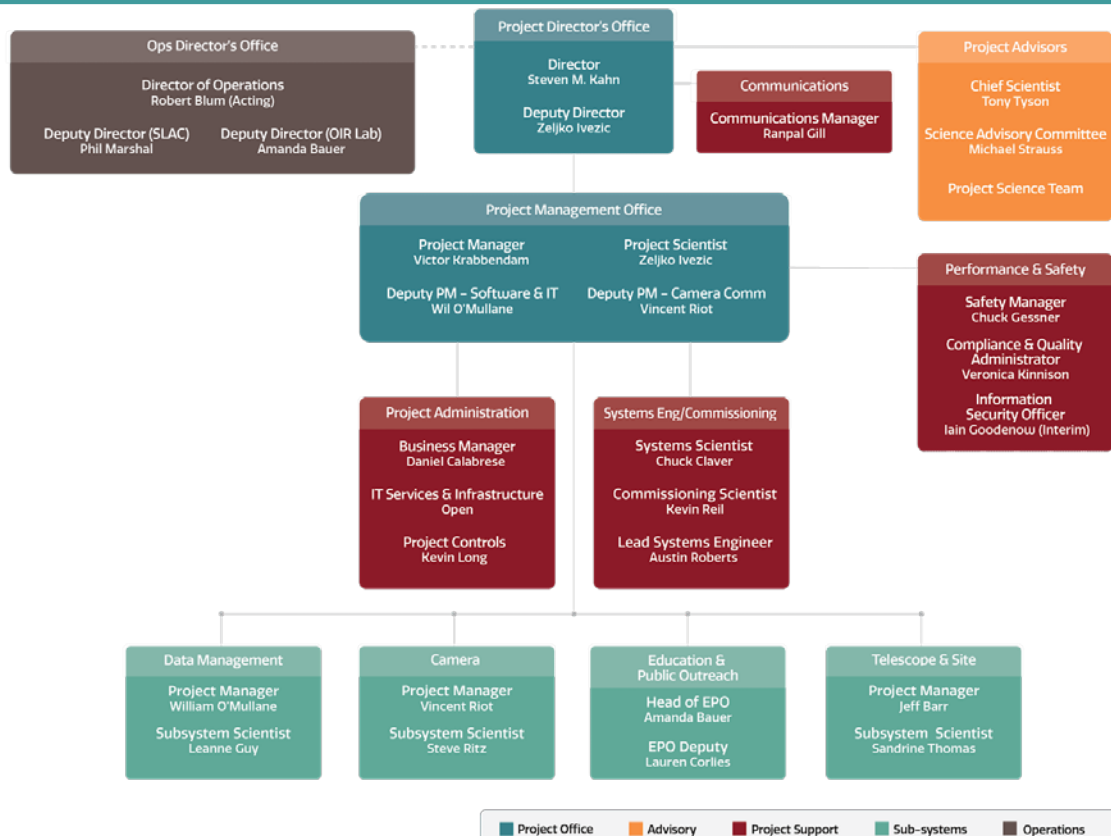 Project Director's Office
Director
Steven M. Kahn
Deputy Director
Zeljko Ivezic
Ops Director's Office
Director of Operations
Robert Blum (Acting)
Deputy Director (SLAC)
Phil Marshal
Deputy Director (OIR Lab)
Amanda Bauer
Communications
Communications Manager
Ranpal Gill
Project Advisors
Chief Scientist
Tony Tyson
Science Advisory Committee
Michael Strauss
Project Science Team
Project Management Office
Project Manager
Victor Krabbendam
Project Scientist
Zeljko Ivezic
Deputy PM – Software & IT
Wil O'Mullane
Deputy PM – Camera Comm
Vincent Riot
Performance & Safety
Safety Manager
Chuck Gessner
Compliance & Quality
Administrator
Veronica Kinnison
Information
Security Officer
Iain Goodenow (Interim)
Project Administration
Business Manager
Daniel Calabrese
IT Services & Infrastructure
Open
Project Controls
Kevin Long
Systems Eng/Commissioning
Systems Scientist
Chuck Claver
Commissioning Scientist
Kevin Reil
Lead Systems Engineer
Austin Roberts
Data Management
Project Manager
William O'Mullane
Subsystem Scientist
Leanne Guy
Camera
Project Manager
Vincent Riot
Subsystem Scientist
Steve Ritz
Education &
Public Outreach
Head of EPO
Amanda Bauer
EPO Deputy
Lauren Corlies
Telescope & Site
Project Manager
Jeff Barr
Subsystem Scientist
Sandrine Thomas
Project Office
Advisory
Project Support
Sub-systems
Operations